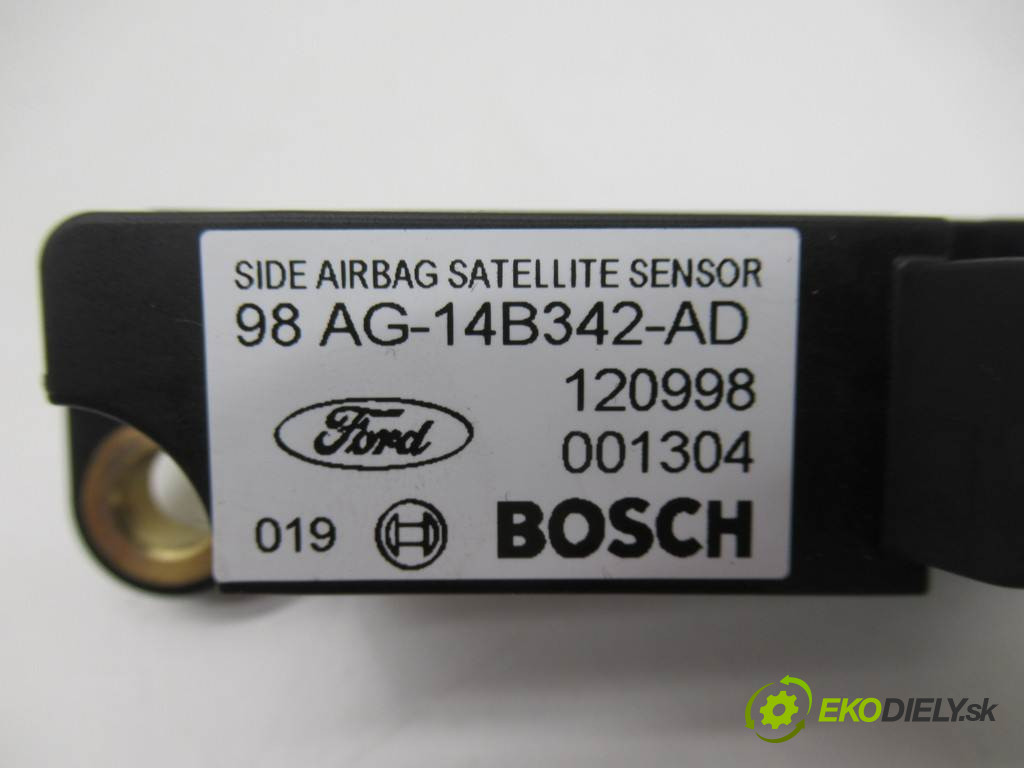 SIDE AIRBAG SATELLITE SENSOR
98 AG-14B342-AD
120998
Ford
001304
019 BOSCH
EKODIELY.sk